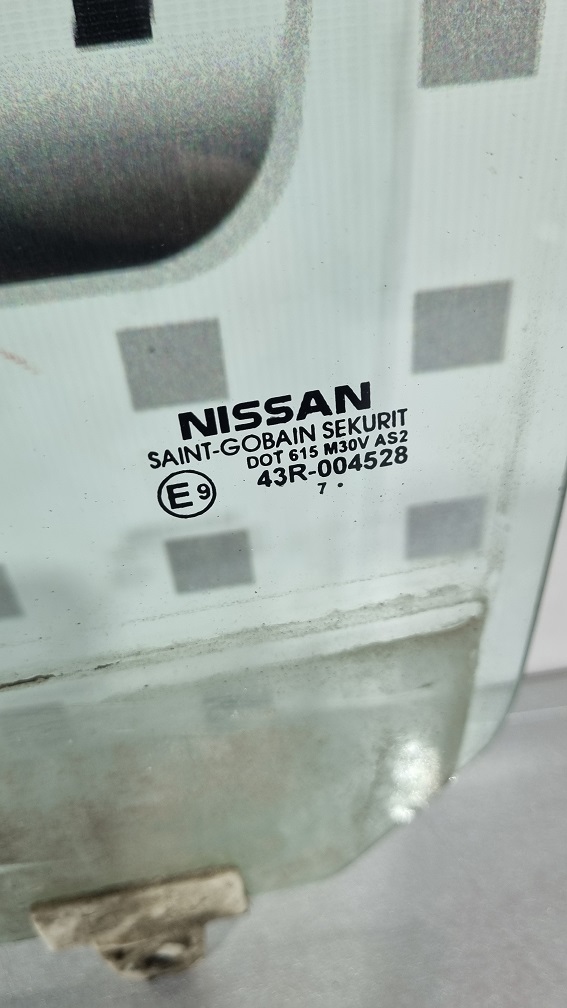 NISSAN
SAINT-GOBAIN SEKURIT
DOT 615 M30V AS2
E9 43R-004528
7 .